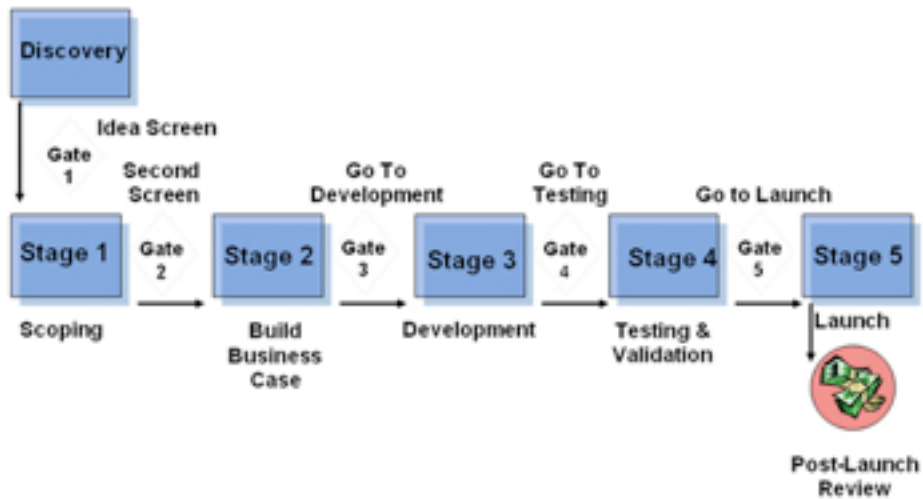 Discovery
Idea Screen
Gate
1
Second
Screen
Go To
Development
Go To
Testing
Go to Launch
Stage 1
Gate
2
Stage 2
Gate
3
Stage 3
Gate
4
Stage 4
Gate
5
Stage 5
Scoping
Build
Business
Case
Development
Testing &
Validation
Launch
Post-Launch
Review